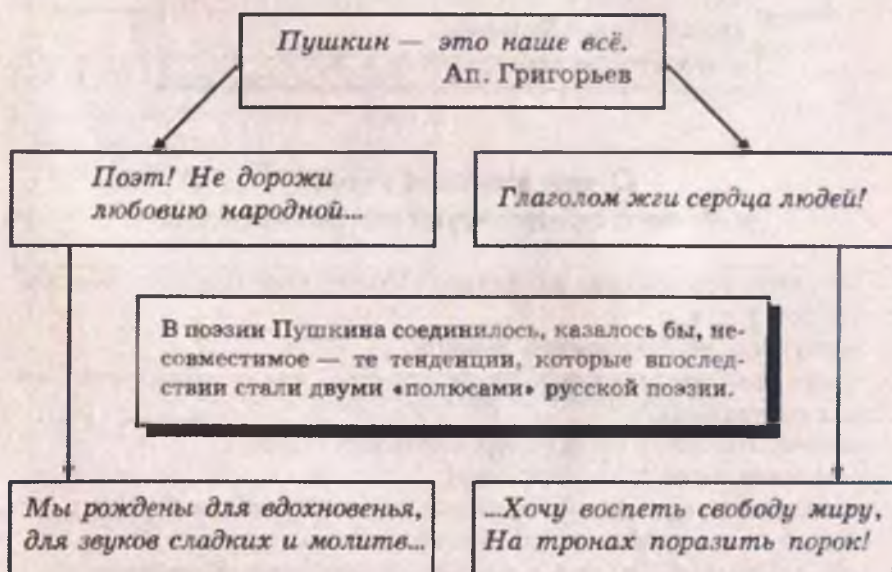 Пушкин — это наше всё.
Ап. Григорьев
Поэт! Не дорожи
любовию народной...
Глаголом жги сердца людей!
В поэзии Пушкина соединилось, казалось бы, не-
совместимое — те тенденции, которые впослед-
ствии стали двумя «полюсами» русской поэзии.
Мы рождены для вдохновенья,
для звуков сладких и молитв...
...Хочу воспеть свободу миру,
На тронах поразить порок!